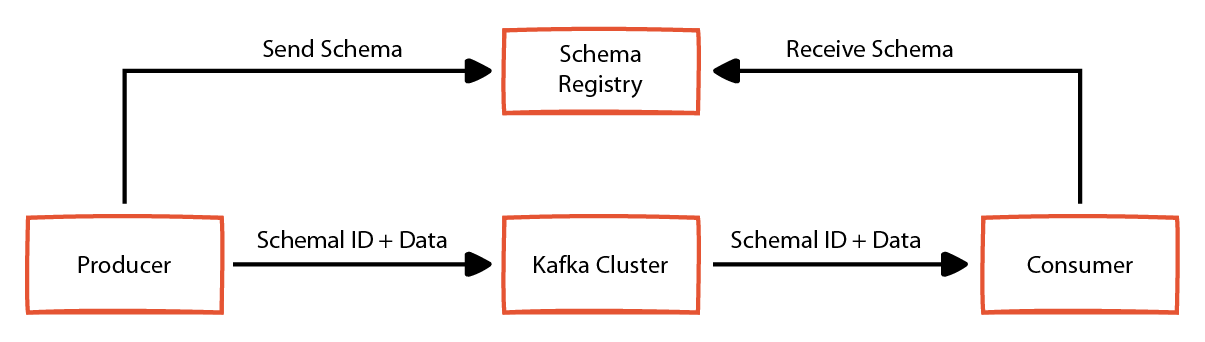 Send Schema
Schema
Registry
Receive Schema
Schemal ID + Data
Schemal ID + Data
Producer
Kafka Cluster
Consumer